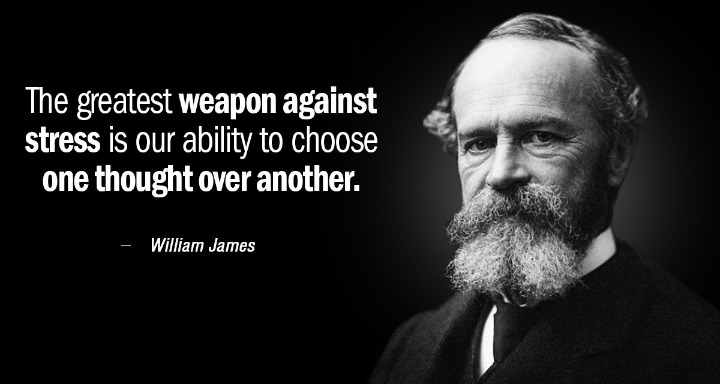 The greatest weapon against
stress is our ability to choose
one thought over another.
– William James